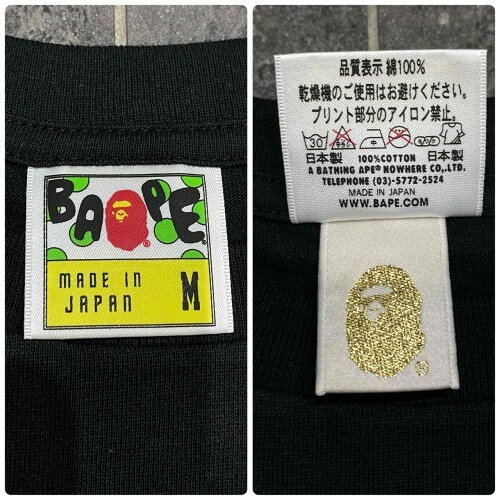 BAPE
MADE IN
JAPAN
M
品質表示 綿100%
乾燥機のご使用はお避けください。
プリント部分のアイロン禁止。
30
日本製 100%COTTON 日本製
A BATHING APE® NOWHERE CO,.LTD.
TELEPHONE (03)-5772-2524
MADE IN JAPAN
WWW.BAPE.COM